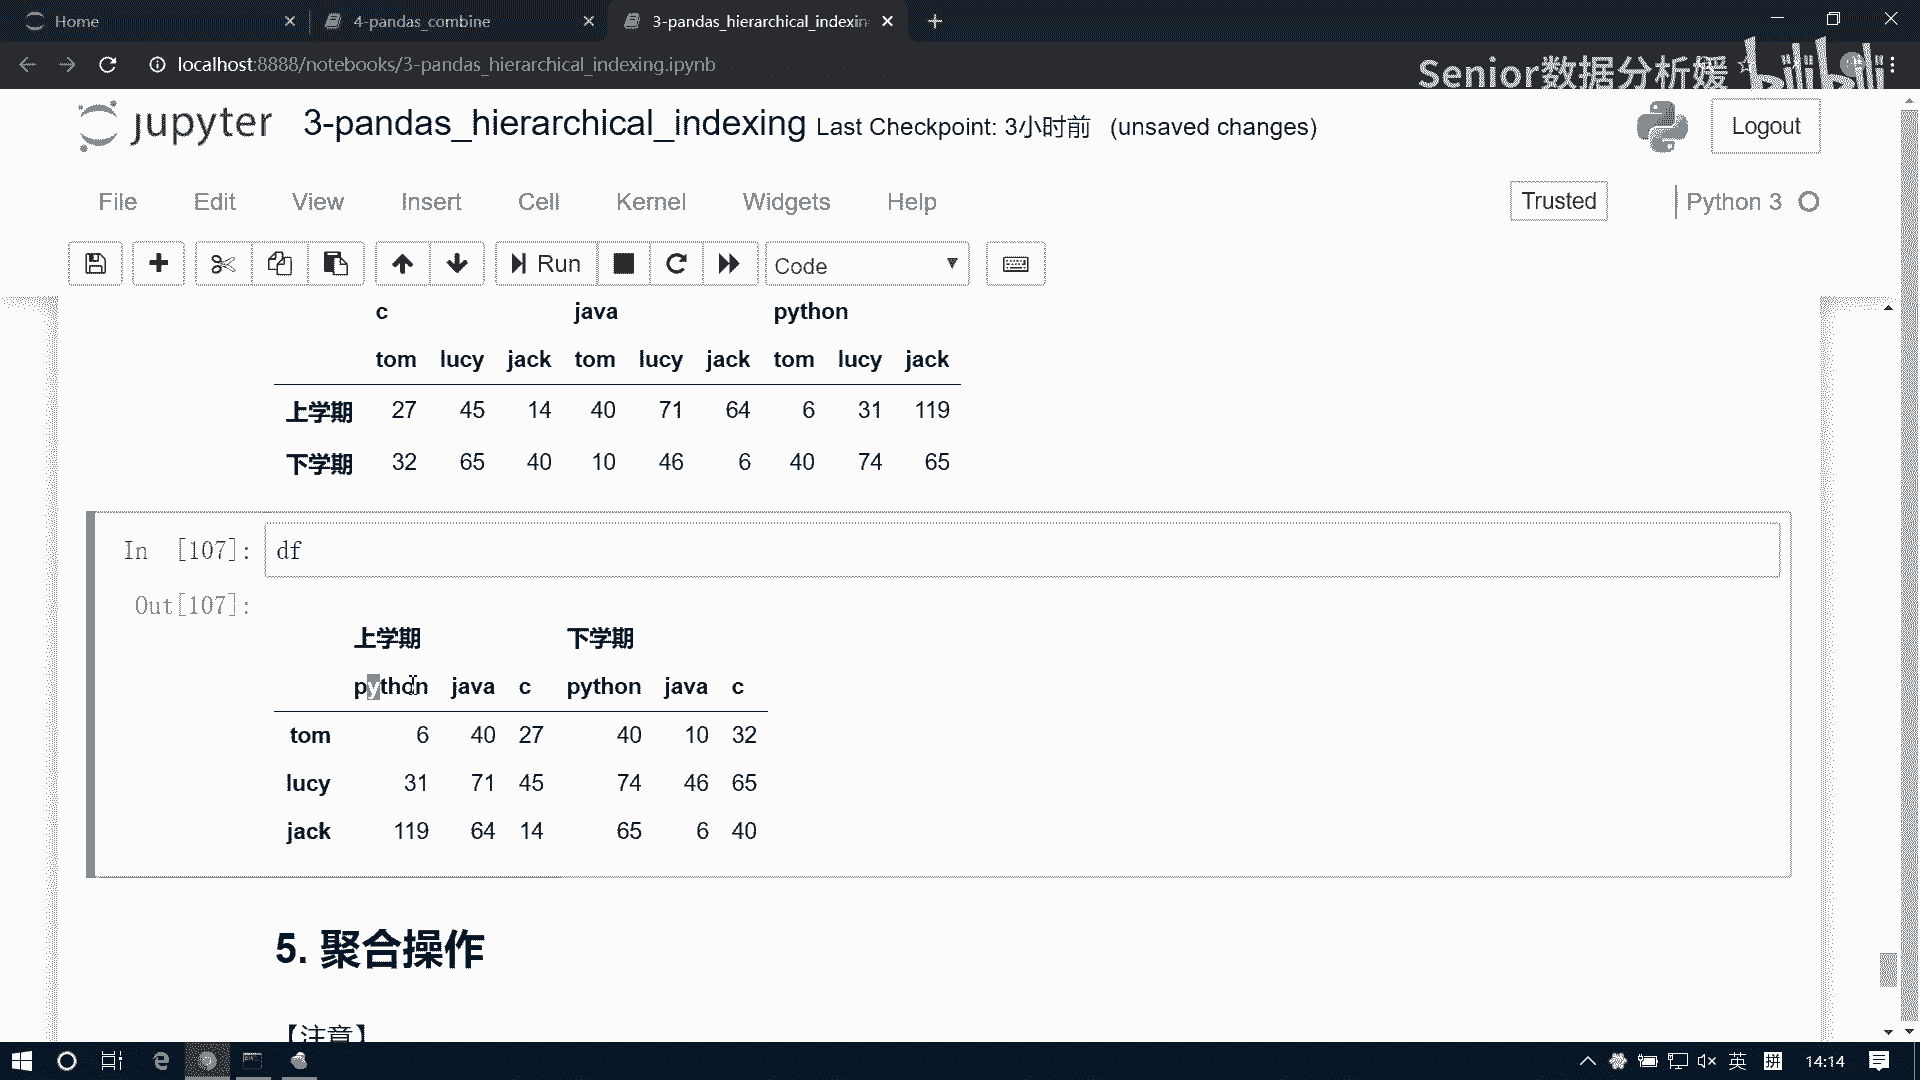 Home
4-pandas_combine
3-pandas_hierarchical_indexin
localhost:8888/notebooks/3-pandas_hierarchical_indexing.ipynb
Senior数据分析媛 bilibili
jupyter 3-pandas_hierarchical_indexing Last Checkpoint: 3小时前 (unsaved changes)
Logout
File Edit View Insert Cell Kernel Widgets Help
Trusted
Python 3
Run
Code
c java python
tom lucy jack tom lucy jack tom lucy jack
上学期 27 45 14 40 71 64 6 31 119
下学期 32 65 40 10 46 6 40 74 65
In [107]: df
Out[107]:
上学期 下学期
python java c python java c
tom 6 40 27 40 10 32
lucy 31 71 45 74 46 65
jack 119 64 14 65 6 40
5. 聚合操作
【注意】
英 拼 14:14